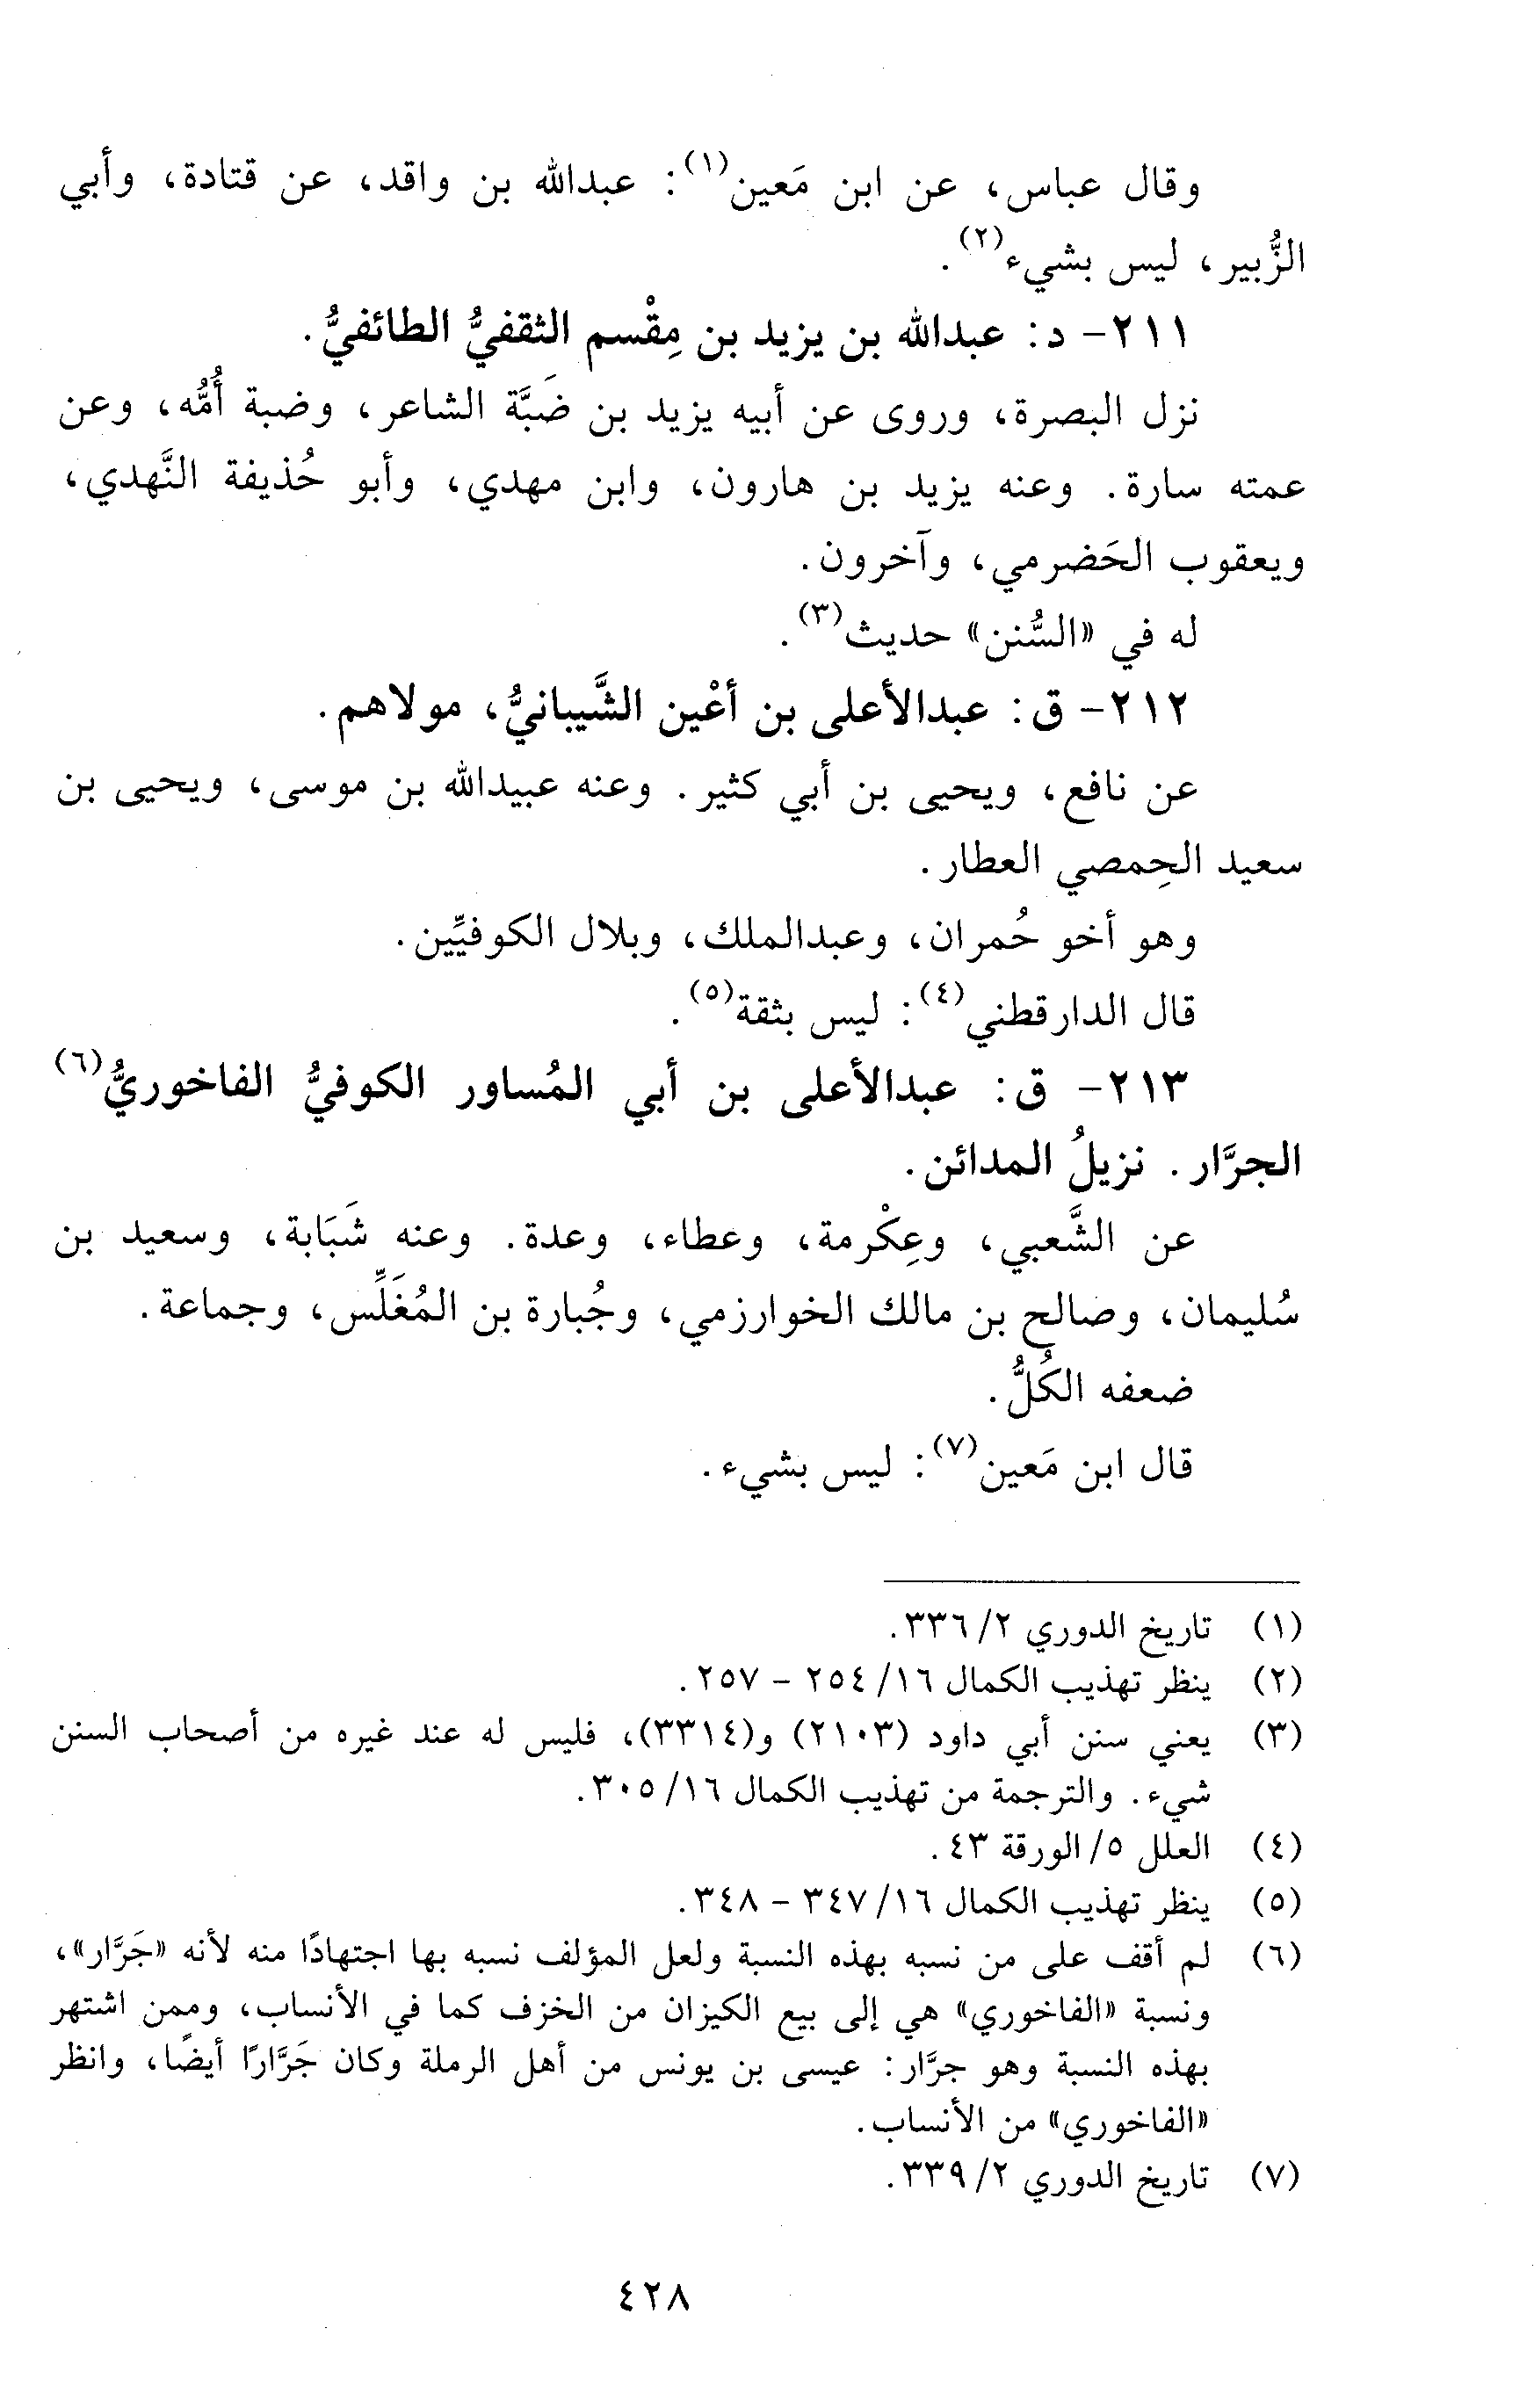 وقال عباس، عن ابن مَعين(١): عبدالله بن واقد، عن قتادة، وأبي
الزُّبير، ليس بشيء(٢).
٢١١- د: عبدالله بن يزيد بن مِقْسم الثقفيُّ الطائفيُّ.
نزل البصرة، وروى عن أبيه يزيد بن ضَبَّة الشاعر، وضبة أُمُّه، وعن
عمته سارة. وعنه يزيد بن هارون، وابن مهدي، وأبو حُذيفة النَّهدي،
ويعقوب الحَضرمي، وآخرون.
له في «السُّنن» حديث(٣).
٢١٢- ق: عبدالأعلى بن أعْين الشَّيبانيُّ، مولاهم.
عن نافع، ويحيى بن أبي كثير. وعنه عبيدالله بن موسى، ويحيى بن
سعيد الحِمصي العطار.
وهو أخو حُمران، وعبدالملك، وبلال الكوفيِّين.
قال الدارقطني(٤): ليس بثقة(٥).
٢١٣- ق: عبدالأعلى بن أبي المُساور الكوفيُّ الفاخوريُّ(٦)
الجرَّار. نزيلُ المدائن.
عن الشَّعبي، وعِكْرمة، وعطاء، وعدة. وعنه شَبَابة، وسعيد بن
سُليمان، وصالح بن مالك الخوارزمي، وجُبارة بن المُغَلِّس، وجماعة.
ضعفه الكُلُّ.
قال ابن مَعين(٧): ليس بشيء.
(١) تاريخ الدوري ٢/ ٣٣٦.
(٢) ينظر تهذيب الكمال ١٦/ ٢٥٤ - ٢٥٧.
(٣) يعني سنن أبي داود (٢١٠٣) و(٣٣١٤)، فليس له عند غيره من أصحاب السنن
شيء. والترجمة من تهذيب الكمال ١٦/ ٣٠٥.
(٤) العلل ٥/ الورقة ٤٣.
(٥) ينظر تهذيب الكمال ١٦/ ٣٤٧ - ٣٤٨.
(٦) لم أقف على من نسبه بهذه النسبة ولعل المؤلف نسبه بها اجتهادًا منه لأنه «جَرَّار»،
ونسبة «الفاخوري» هي إلى بيع الكيزان من الخزف كما في الأنساب، وممن اشتهر
بهذه النسبة وهو جرَّار: عيسى بن يونس من أهل الرملة وكان جَرَّارًا أيضًا، وانظر
«الفاخوري» من الأنساب.
(٧) تاريخ الدوري ٢/ ٣٣٩.
٤٢٨